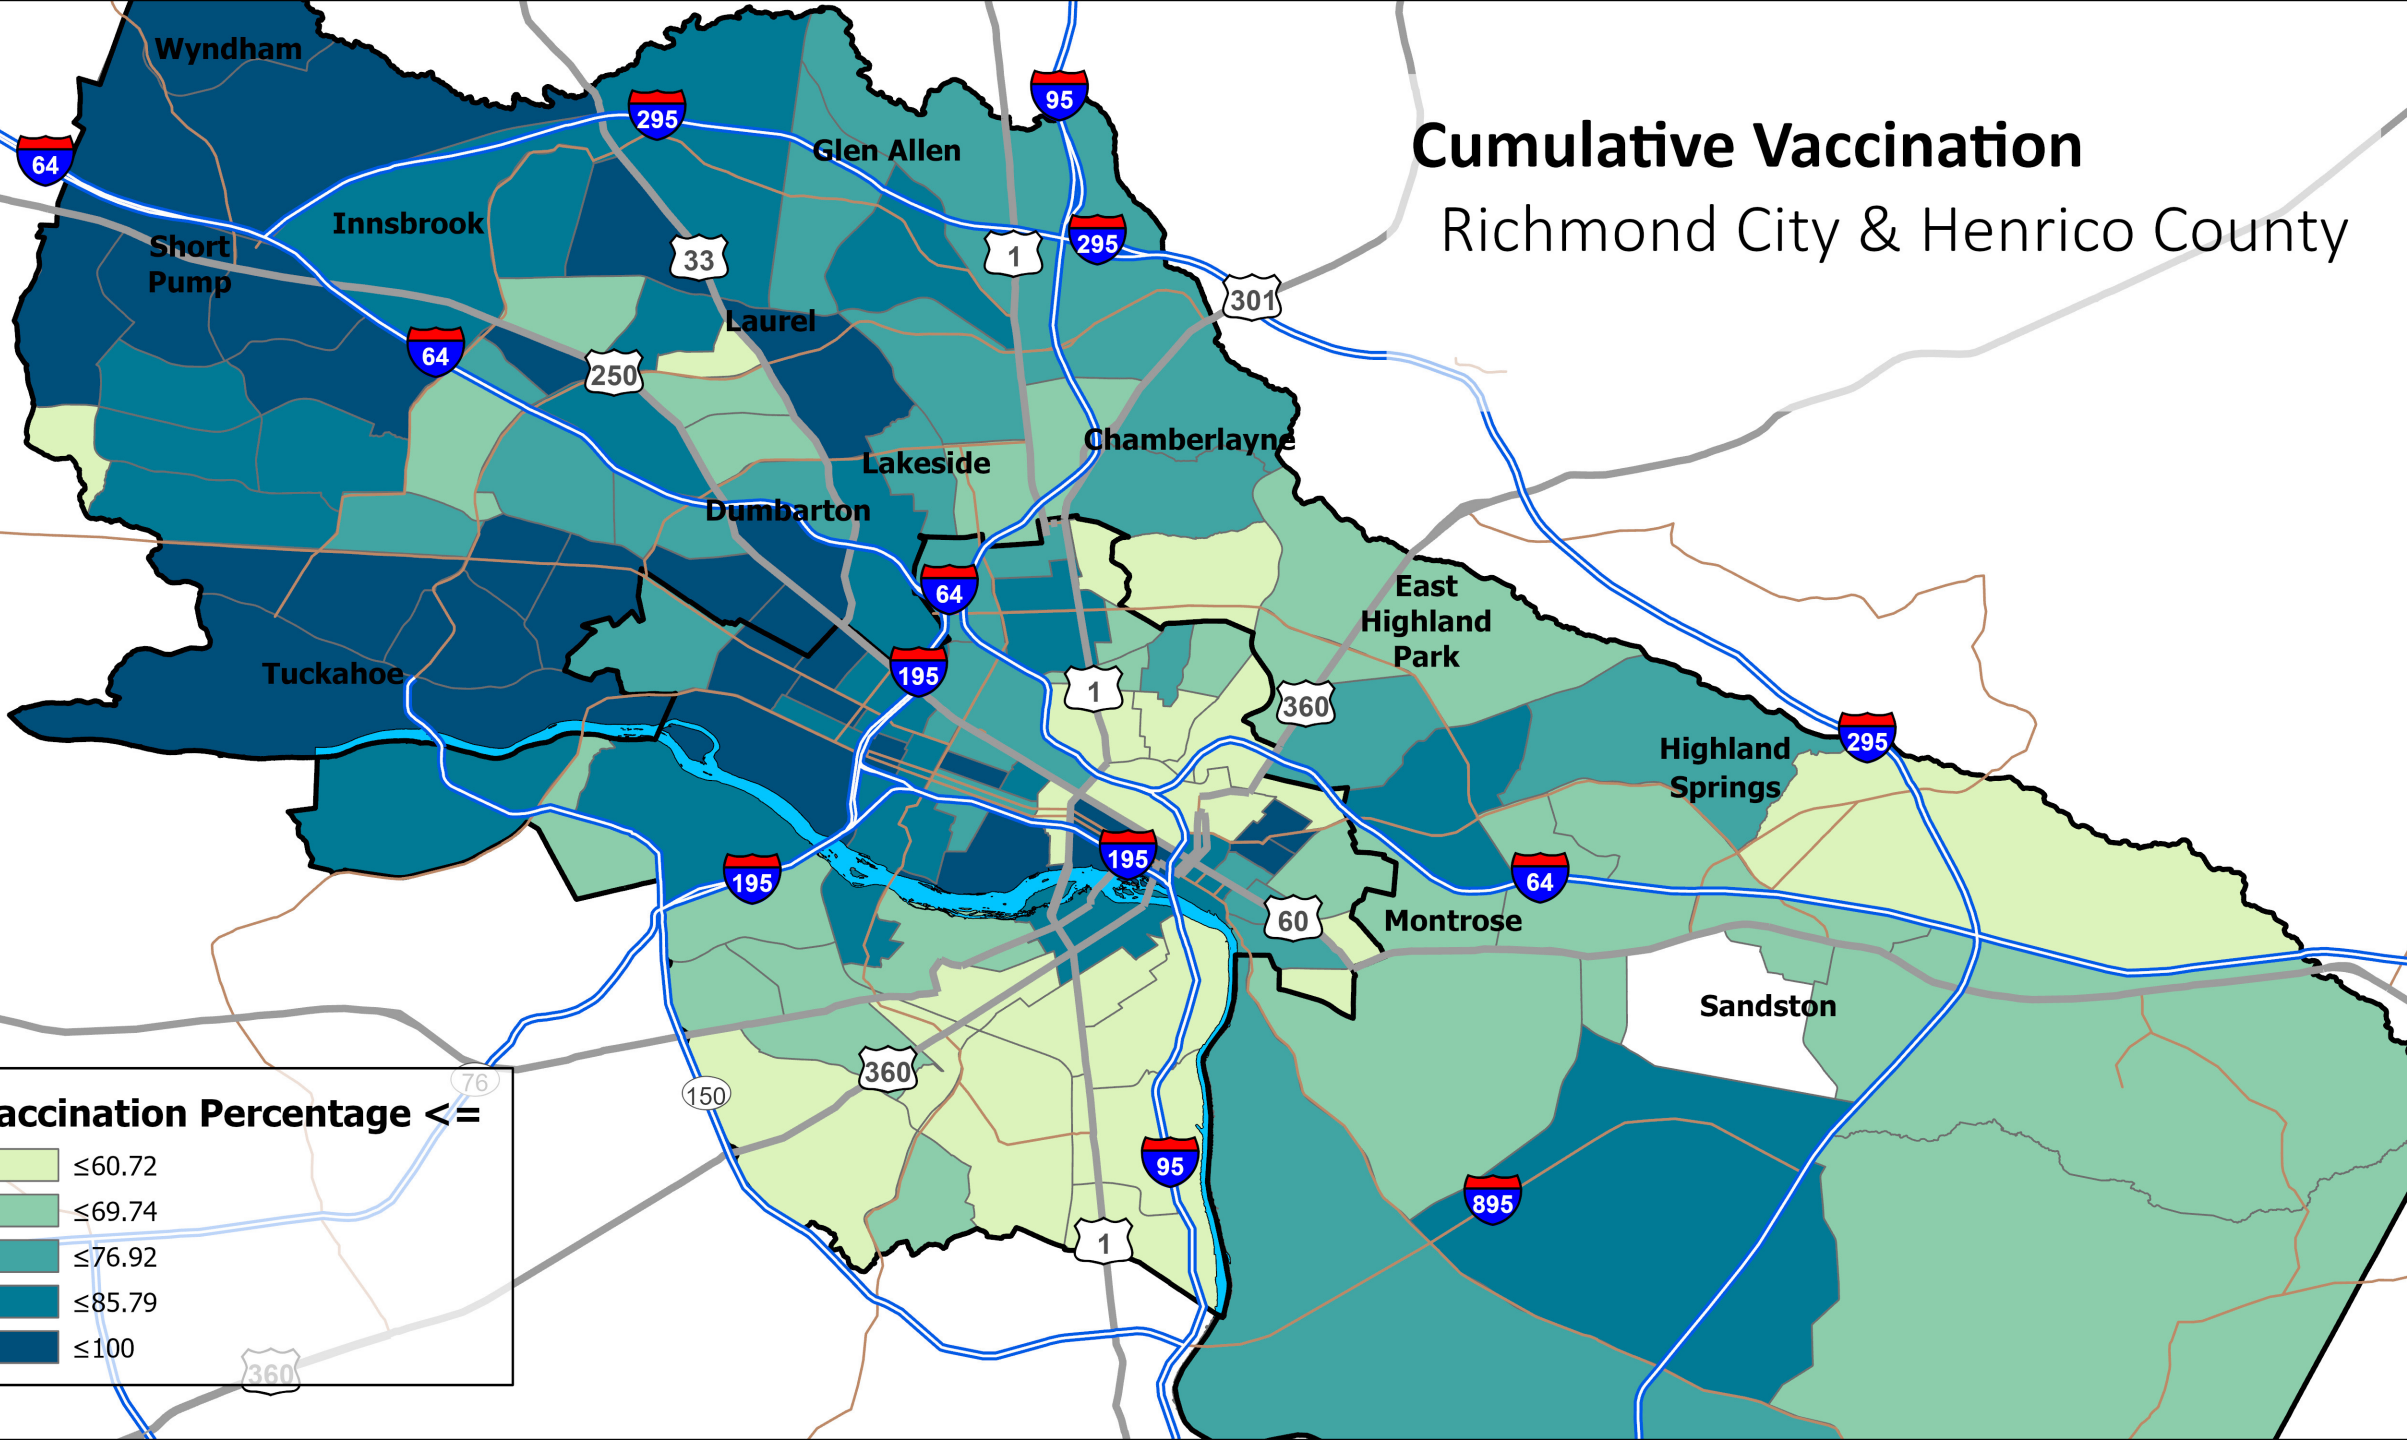 Wyndham
95
295
64
Glen Allen
Cumulative Vaccination
Richmond City & Henrico County
Innsbrook
Short
Pump
33
1
295
301
Laurel
64
250
Chamberlayne
Lakeside
Dumbarton
64
East
Highland
Park
Tuckahoe
195
1
360
Highland
Springs
295
195
195
64
60
Montrose
Sandston
360
76
150
accination Percentage <=
≤60.72
≤69.74
≤76.92
≤85.79
≤100
95
895
1
360